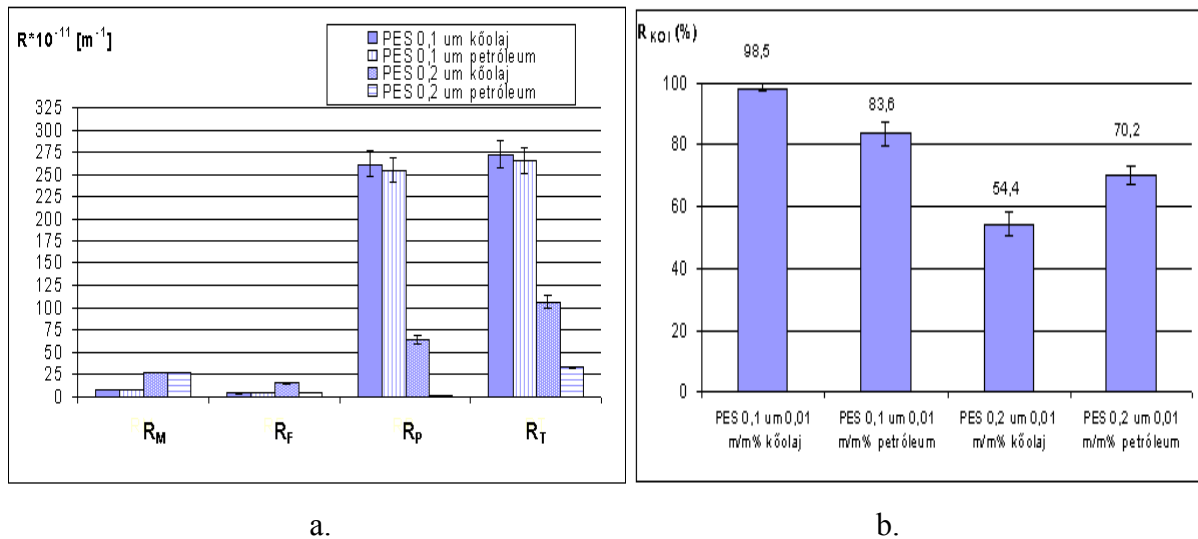 R*10⁻¹¹ [m⁻¹]
PES 0,1 um kőolaj
PES 0,1 um petróleum
PES 0,2 um kőolaj
PES 0,2 um petróleum
325
300
275
250
225
200
175
150
125
100
75
50
25
0
R_M
R_F
R_P
R_T
a.
R_KOI (%)
98,5
83,6
54,4
70,2
100
80
60
40
20
0
PES 0,1 um 0,01
m/m% kőolaj
PES 0,1 um 0,01
m/m% petróleum
PES 0,2 um 0,01
m/m% kőolaj
PES 0,2 um 0,01
m/m% petróleum
b.